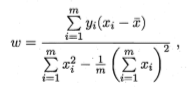 w = \frac{\sum_{i=1}^{m} y_i (x_i - \bar{x})}{\sum_{i=1}^{m} x_i^2 - \frac{1}{m} \left( \sum_{i=1}^{m} x_i \right)^2} ,